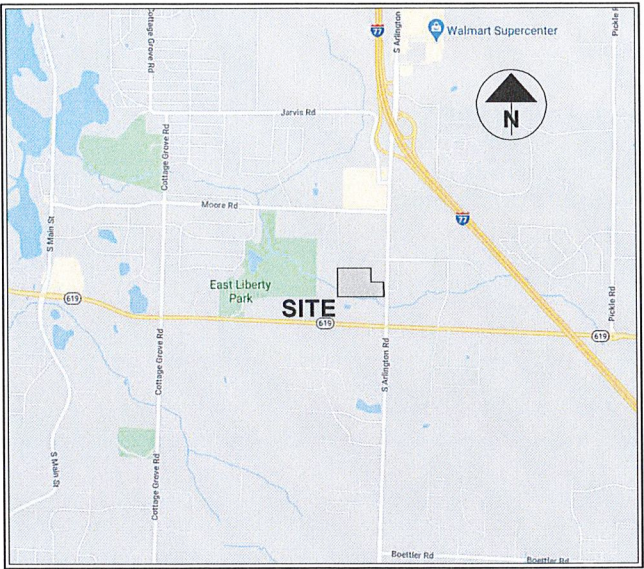 Cottage Grove Rd
77
S Arlington
Walmart Supercenter
N
Jarvis Rd
Cottage Grove Rd
Moore Rd
S Main St
77
East Liberty
Park
SITE
Pickle Rd
619
619
619
Cottage Grove Rd
S Arlington Rd
S Main St
Cottage Grove Rd
Boettler Rd
Boettler Rd